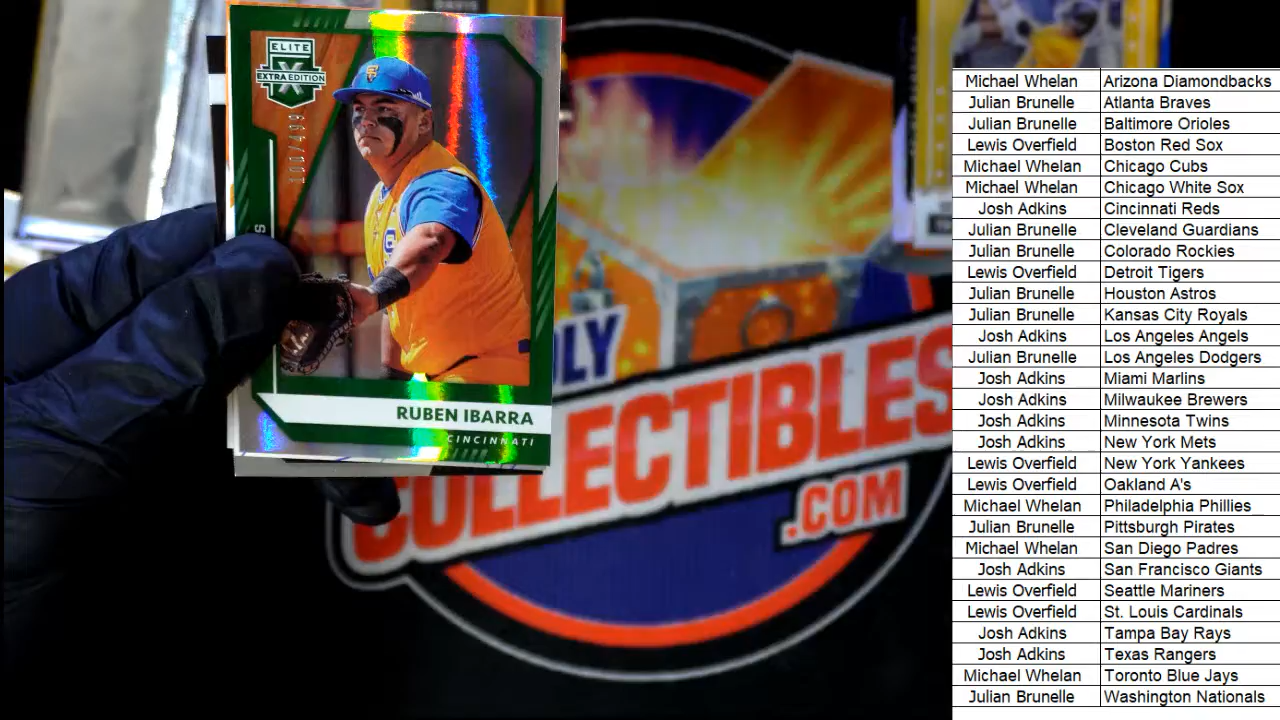 DAVIS
ELITE
X
EXTRA EDITION
100/499
RUBEN IBARRA
CINCINNATI
ULY
COLLECTIBLES
.COM
Michael Whelan Arizona Diamondbacks
Julian Brunelle Atlanta Braves
Julian Brunelle Baltimore Orioles
Lewis Overfield Boston Red Sox
Michael Whelan Chicago Cubs
Michael Whelan Chicago White Sox
Josh Adkins Cincinnati Reds
Julian Brunelle Cleveland Guardians
Julian Brunelle Colorado Rockies
Lewis Overfield Detroit Tigers
Julian Brunelle Houston Astros
Julian Brunelle Kansas City Royals
Josh Adkins Los Angeles Angels
Julian Brunelle Los Angeles Dodgers
Josh Adkins Miami Marlins
Josh Adkins Milwaukee Brewers
Josh Adkins Minnesota Twins
Josh Adkins New York Mets
Lewis Overfield New York Yankees
Lewis Overfield Oakland A's
Michael Whelan Philadelphia Phillies
Julian Brunelle Pittsburgh Pirates
Michael Whelan San Diego Padres
Josh Adkins San Francisco Giants
Lewis Overfield Seattle Mariners
Lewis Overfield St. Louis Cardinals
Josh Adkins Tampa Bay Rays
Josh Adkins Texas Rangers
Michael Whelan Toronto Blue Jays
Julian Brunelle Washington Nationals